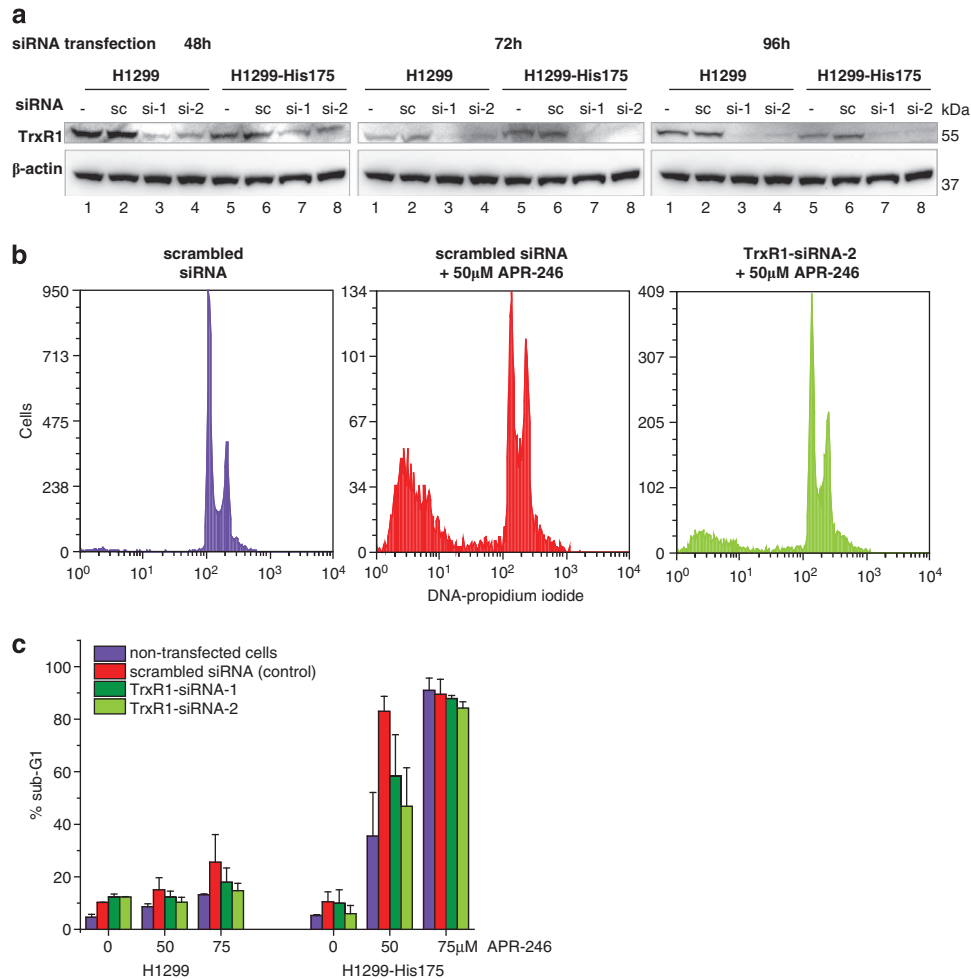 a
siRNA transfection 48h 72h 96h
H1299 H1299-His175 H1299 H1299-His175 H1299 H1299-His175
siRNA - sc si-1 si-2 - sc si-1 si-2 - sc si-1 si-2 - sc si-1 si-2 - sc si-1 si-2 - sc si-1 si-2 kDa
TrxR1 55
β-actin 37
1 2 3 4 5 6 7 8 1 2 3 4 5 6 7 8 1 2 3 4 5 6 7 8
b
scrambled
siRNA
950
713
475
238
0
Cells
10⁰ 10¹ 10² 10³ 10⁴
scrambled siRNA
+ 50μM APR-246
134
101
67
34
0
10⁰ 10¹ 10² 10³ 10⁴
DNA-propidium iodide
TrxR1-siRNA-2
+ 50μM APR-246
409
307
205
102
0
10⁰ 10¹ 10² 10³ 10⁴
c
non-transfected cells
scrambled siRNA (control)
TrxR1-siRNA-1
TrxR1-siRNA-2
100
80
60
40
20
0
% sub-G1
0 50 75 0 50 75μM APR-246
H1299 H1299-His175